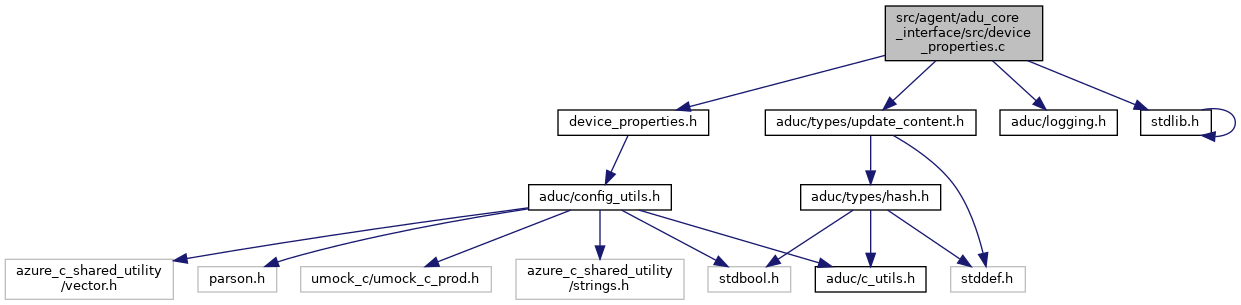 src/agent/adu_core
_interface/src/device
_properties.c
device_properties.h
aduc/types/update_content.h
aduc/logging.h
stdlib.h
aduc/config_utils.h
aduc/types/hash.h
azure_c_shared_utility
/vector.h
parson.h
umock_c/umock_c_prod.h
azure_c_shared_utility
/strings.h
stdbool.h
aduc/c_utils.h
stddef.h